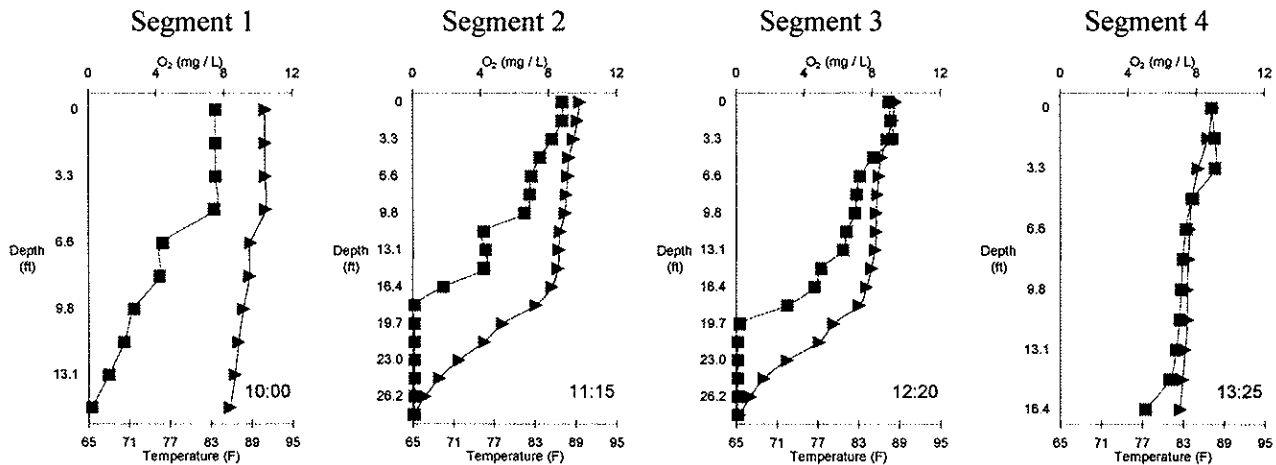 Segment 1
O₂ (mg / L)
0 4 8 12
0
3.3
6.6
9.8
13.1
Depth
(ft)
10:00
65 71 77 83 89 95
Temperature (F)
Segment 2
O₂ (mg / L)
0 4 8 12
0
3.3
6.6
9.8
13.1
16.4
19.7
23.0
26.2
Depth
(ft)
11:15
65 71 77 83 89 95
Temperature (F)
Segment 3
O₂ (mg / L)
0 4 8 12
0
3.3
6.6
9.8
13.1
16.4
19.7
23.0
26.2
Depth
(ft)
12:20
65 71 77 83 89 95
Temperature (F)
Segment 4
O₂ (mg / L)
0 4 8 12
0
3.3
6.6
9.8
13.1
16.4
Depth
(ft)
13:25
65 71 77 83 89 95
Temperature (F)